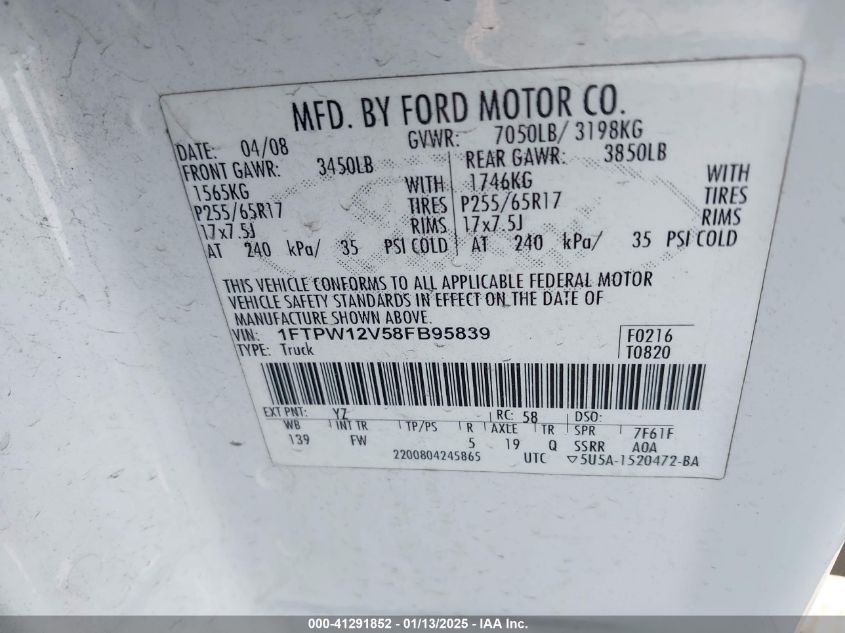 MFD. BY FORD MOTOR CO.
DATE: 04/08 GVWR: 7050LB/ 3198KG
FRONT GAWR: 3450LB REAR GAWR: 3850LB
1565KG WITH 1746KG WITH
P255/65R17 TIRES P255/65R17 TIRES
17x7.5J RIMS 17x7.5J RIMS
AT 240 kPa/ 35 PSI COLD AT 240 kPa/ 35 PSI COLD
THIS VEHICLE CONFORMS TO ALL APPLICABLE FEDERAL MOTOR
VEHICLE SAFETY STANDARDS IN EFFECT ON THE DATE OF
MANUFACTURE SHOWN ABOVE.
VIN: 1FTPW12V58FB95839 F0216
TYPE: Truck T0820
EXT PNT: YZ RC: 58 DSO:
WB INT TR TP/PS R AXLE TR SPR 7F61F
139 FW 5 19 Q SSRR A0A
2200804245865 UTC ▽5U5A-1520472-BA
000-41291852 - 01/13/2025 - IAA Inc.